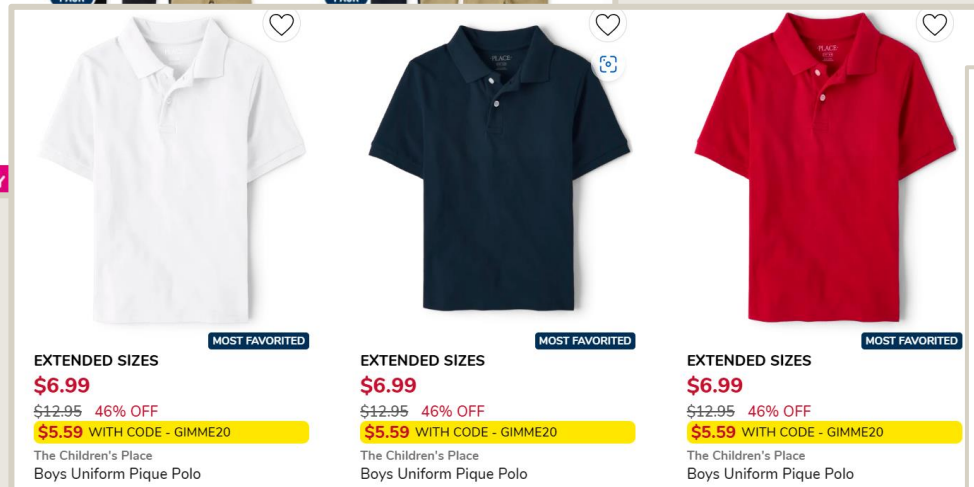 PLACE
PLACE
MOST FAVORITED
MOST FAVORITED
MOST FAVORITED
EXTENDED SIZES
EXTENDED SIZES
EXTENDED SIZES
$6.99
$6.99
$6.99
$12.95 46% OFF
$12.95 46% OFF
$12.95 46% OFF
$5.59 WITH CODE - GIMME20
$5.59 WITH CODE - GIMME20
$5.59 WITH CODE - GIMME20
The Children's Place
The Children's Place
The Children's Place
Boys Uniform Pique Polo
Boys Uniform Pique Polo
Boys Uniform Pique Polo